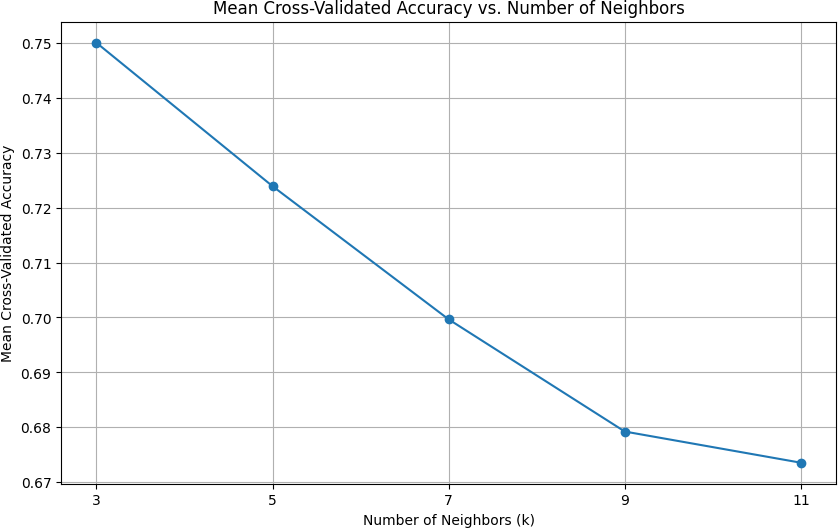 Mean Cross-Validated Accuracy vs. Number of Neighbors
Mean Cross-Validated Accuracy
0.75
0.74
0.73
0.72
0.71
0.70
0.69
0.68
0.67
3 5 7 9 11
Number of Neighbors (k)